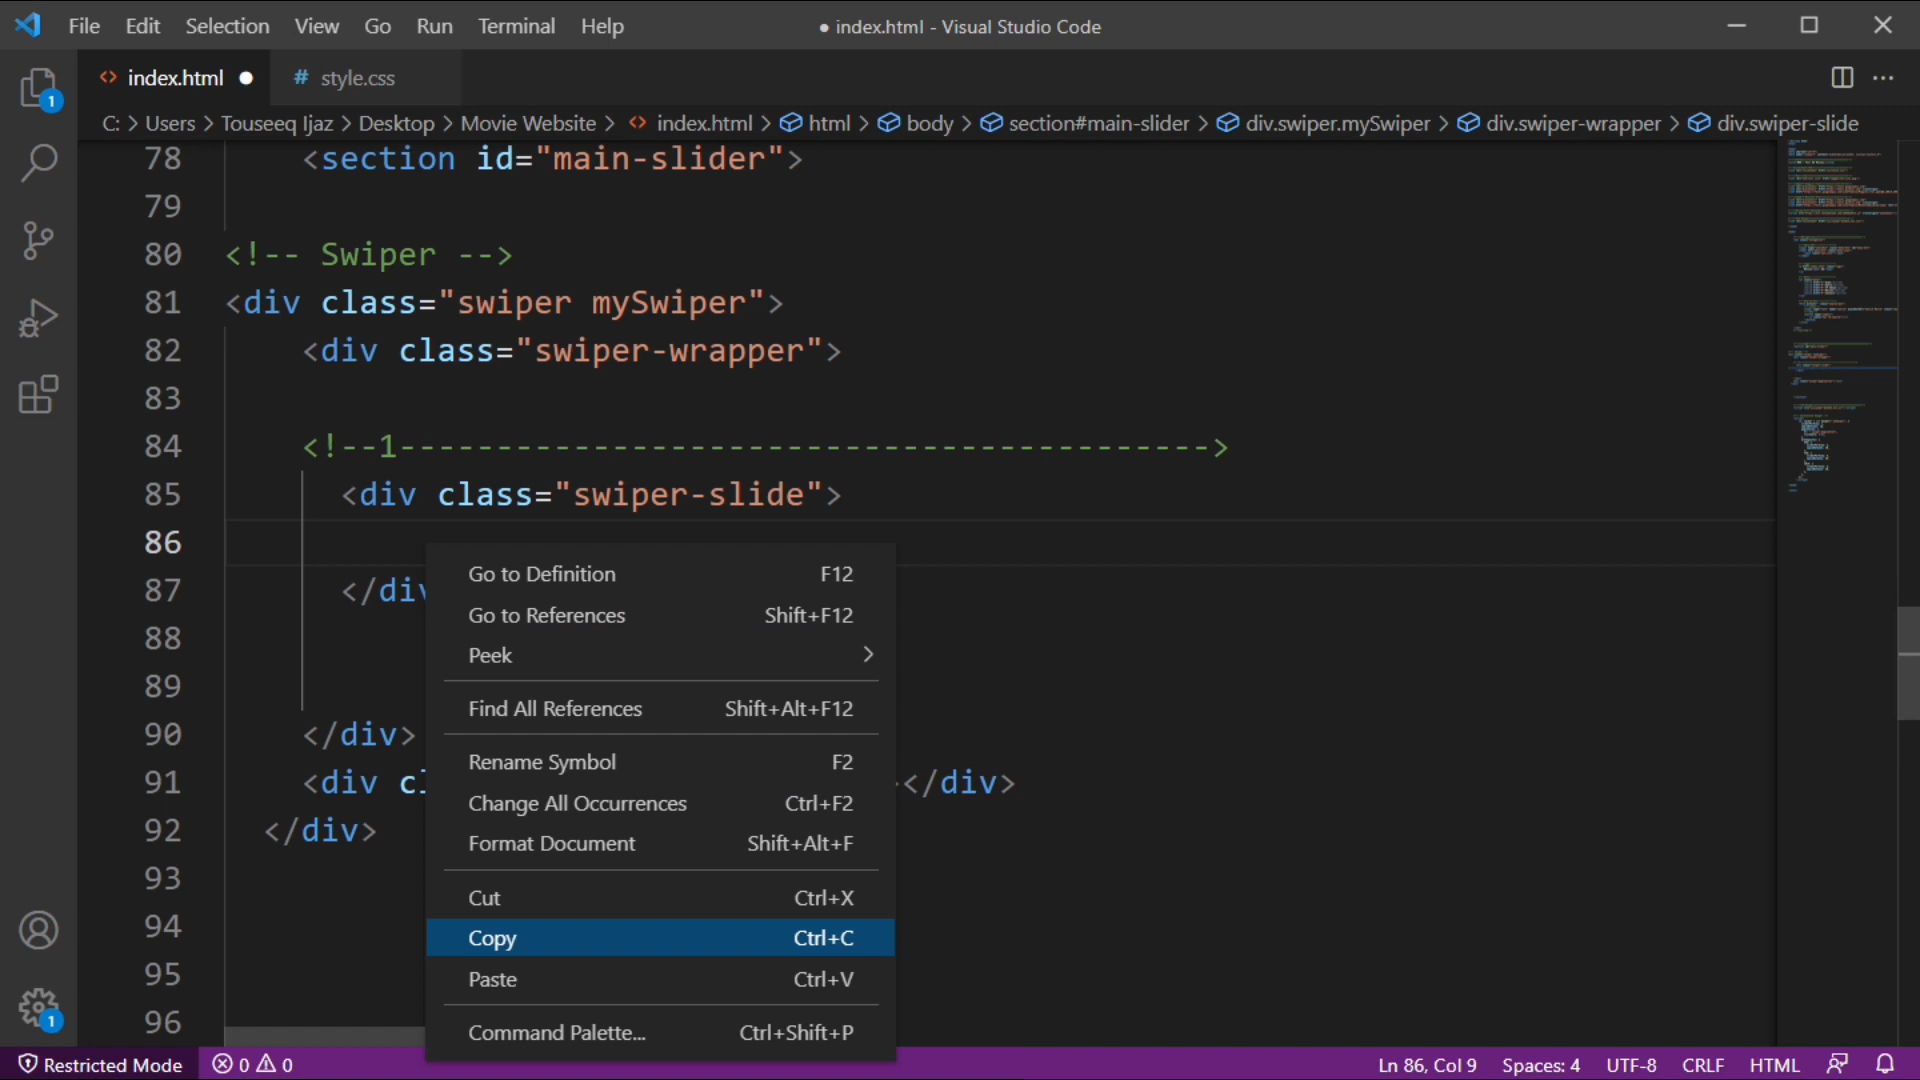 File Edit Selection View Go Run Terminal Help ● index.html - Visual Studio Code
<> index.html ● # style.css
C: > Users > Touseeq Ijaz > Desktop > Movie Website > <> index.html > html > body > section#main-slider > div.swiper.mySwiper > div.swiper-wrapper > div.swiper-slide
78 <section id="main-slider">
79
80 <!-- Swiper -->
81 <div class="swiper mySwiper">
82 <div class="swiper-wrapper">
83
84 <!--1------------------------------------------>
85 <div class="swiper-slide">
86
87 </div
88
89
90 </div>
91 <div cl ></div>
92 </div>
93
94
95
96
Go to Definition F12
Go to References Shift+F12
Peek >
Find All References Shift+Alt+F12
Rename Symbol F2
Change All Occurrences Ctrl+F2
Format Document Shift+Alt+F
Cut Ctrl+X
Copy Ctrl+C
Paste Ctrl+V
Command Palette... Ctrl+Shift+P
1
1
Restricted Mode 0 0 Ln 86, Col 9 Spaces: 4 UTF-8 CRLF HTML